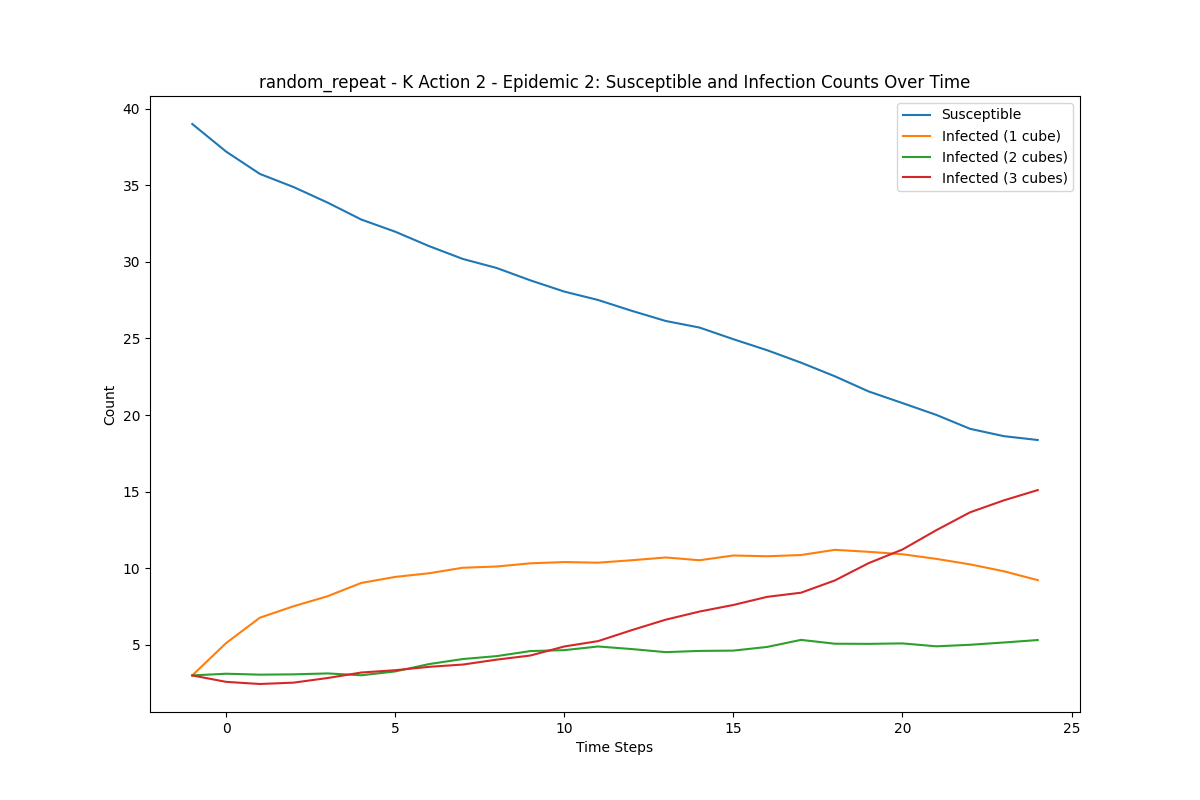 random_repeat - K Action 2 - Epidemic 2: Susceptible and Infection Counts Over Time
Susceptible
Infected (1 cube)
Infected (2 cubes)
Infected (3 cubes)
Count
40
35
30
25
20
15
10
5
0 5 10 15 20 25
Time Steps